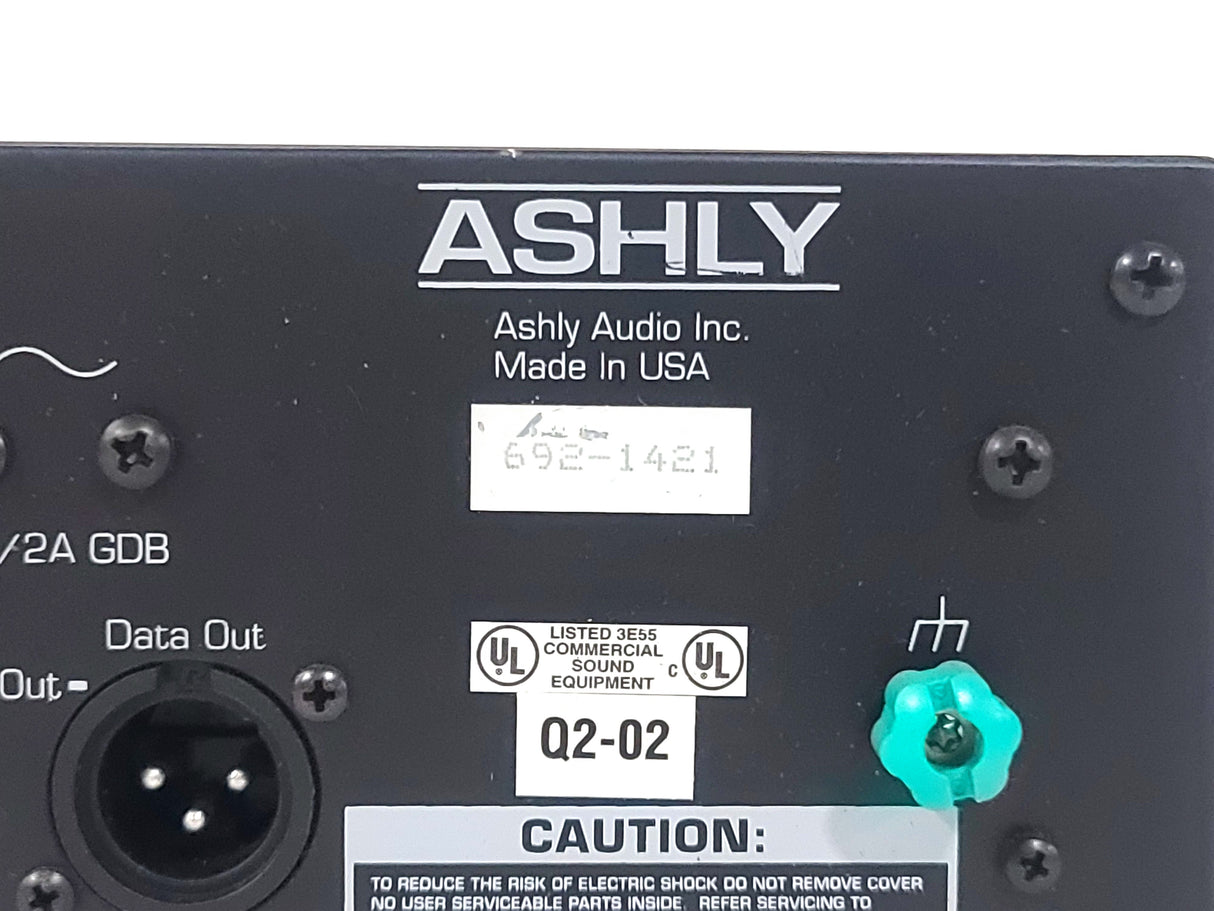 ASHLY
Ashly Audio Inc.
Made In USA
692-1421
/2A GDB
Data Out
Out
UL
LISTED 3E55
COMMERCIAL
SOUND
EQUIPMENT
c UL
Q2-02
CAUTION:
TO REDUCE THE RISK OF ELECTRIC SHOCK DO NOT REMOVE COVER
NO USER SERVICEABLE PARTS INSIDE. REFER SERVICING TO